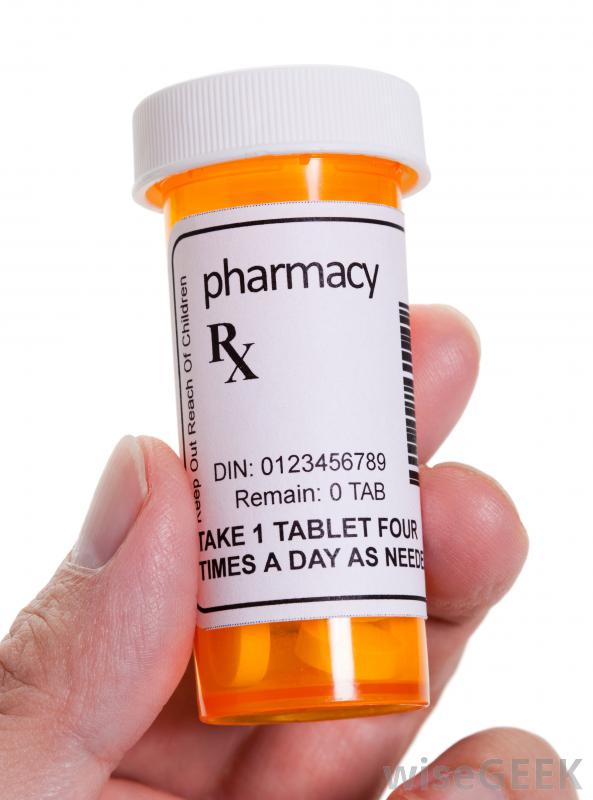 pharmacy
Rx
Keep Out Reach Of Children
DIN: 0123456789
Remain: 0 TAB
TAKE 1 TABLET FOUR
TIMES A DAY AS NEEDE
wiseGEEK